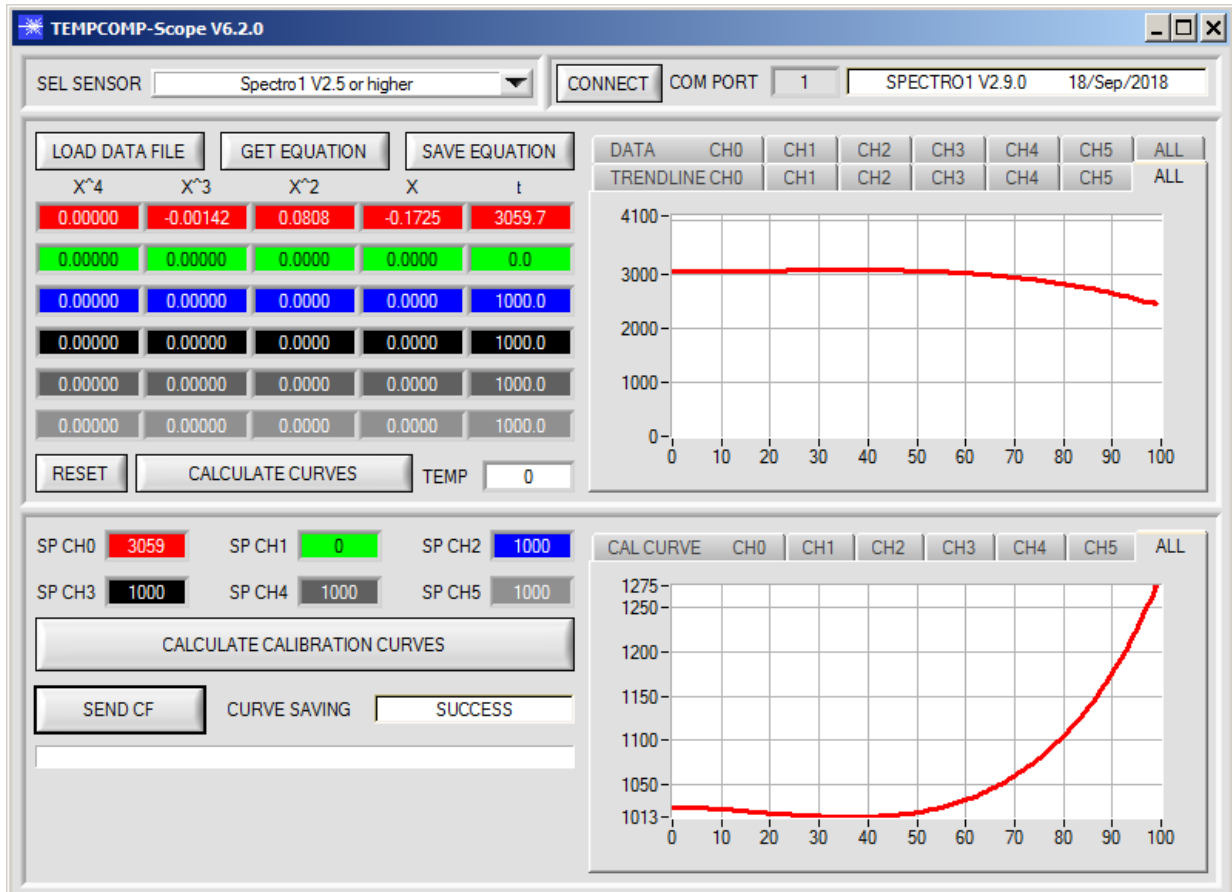 TEMPCOMP-Scope V6.2.0
SEL SENSOR Spectro1 V2.5 or higher
CONNECT COM PORT 1 SPECTRO1 V2.9.0 18/Sep/2018
LOAD DATA FILE GET EQUATION SAVE EQUATION
X^4 X^3 X^2 X t
0.00000 -0.00142 0.0808 -0.1725 3059.7
0.00000 0.00000 0.0000 0.0000 0.0
0.00000 0.00000 0.0000 0.0000 1000.0
0.00000 0.00000 0.0000 0.0000 1000.0
0.00000 0.00000 0.0000 0.0000 1000.0
0.00000 0.00000 0.0000 0.0000 1000.0
RESET CALCULATE CURVES TEMP 0
DATA CH0 CH1 CH2 CH3 CH4 CH5 ALL
TRENDLINE CH0 CH1 CH2 CH3 CH4 CH5 ALL
4100
3000
2000
1000
0
0 10 20 30 40 50 60 70 80 90 100
SP CH0 3059 SP CH1 0 SP CH2 1000
SP CH3 1000 SP CH4 1000 SP CH5 1000
CALCULATE CALIBRATION CURVES
SEND CF CURVE SAVING SUCCESS
CAL CURVE CH0 CH1 CH2 CH3 CH4 CH5 ALL
1275
1250
1200
1150
1100
1050
1013
0 10 20 30 40 50 60 70 80 90 100